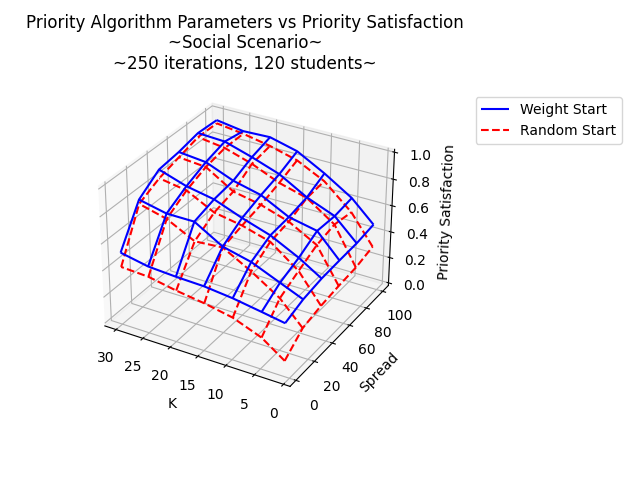 Priority Algorithm Parameters vs Priority Satisfaction
~Social Scenario~
~250 iterations, 120 students~
Weight Start
Random Start
1.0
0.8
0.6
0.4
0.2
0.0
Priority Satisfaction
100
80
60
40
20
0
Spread
30
25
20
15
10
5
0
K